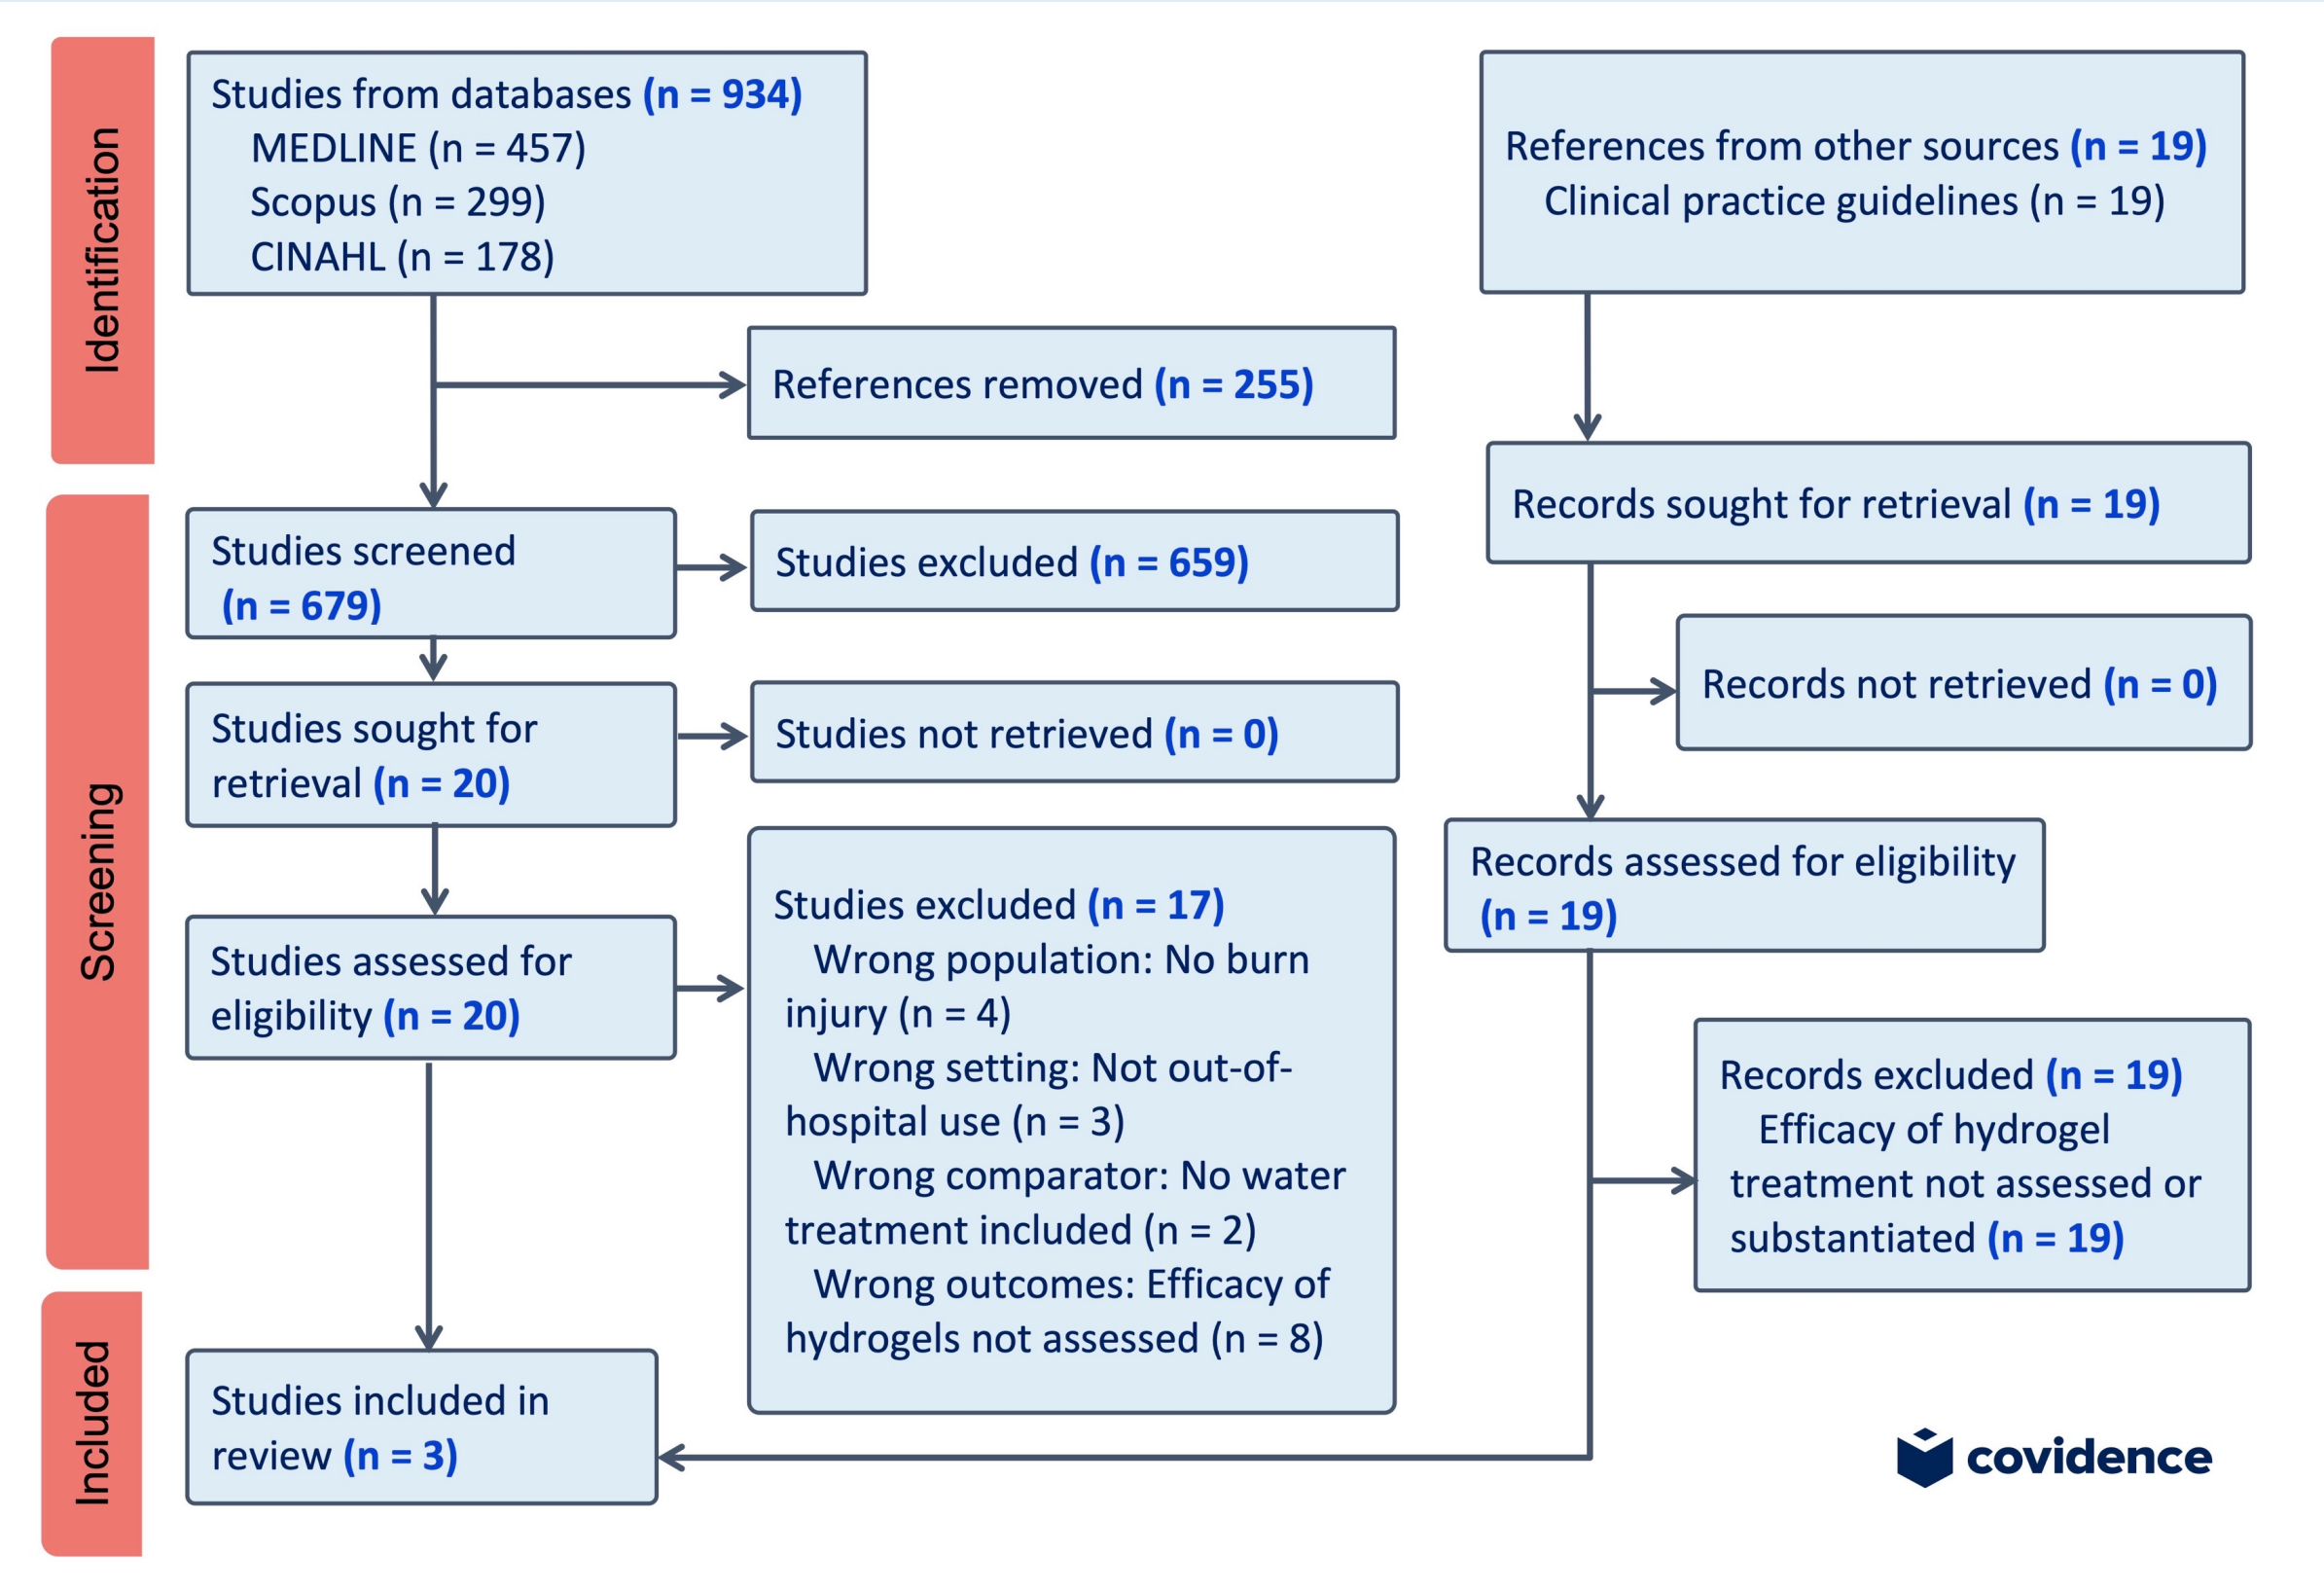 Identification
Studies from databases (n = 934)
MEDLINE (n = 457)
Scopus (n = 299)
CINAHL (n = 178)
References from other sources (n = 19)
Clinical practice guidelines (n = 19)
References removed (n = 255)
Records sought for retrieval (n = 19)
Screening
Studies screened
(n = 679)
Studies excluded (n = 659)
Records not retrieved (n = 0)
Studies sought for
retrieval (n = 20)
Studies not retrieved (n = 0)
Records assessed for eligibility
(n = 19)
Studies assessed for
eligibility (n = 20)
Studies excluded (n = 17)
Wrong population: No burn
injury (n = 4)
Wrong setting: Not out-of-
hospital use (n = 3)
Wrong comparator: No water
treatment included (n = 2)
Wrong outcomes: Efficacy of
hydrogels not assessed (n = 8)
Records excluded (n = 19)
Efficacy of hydrogel
treatment not assessed or
substantiated (n = 19)
Included
Studies included in
review (n = 3)
covidence